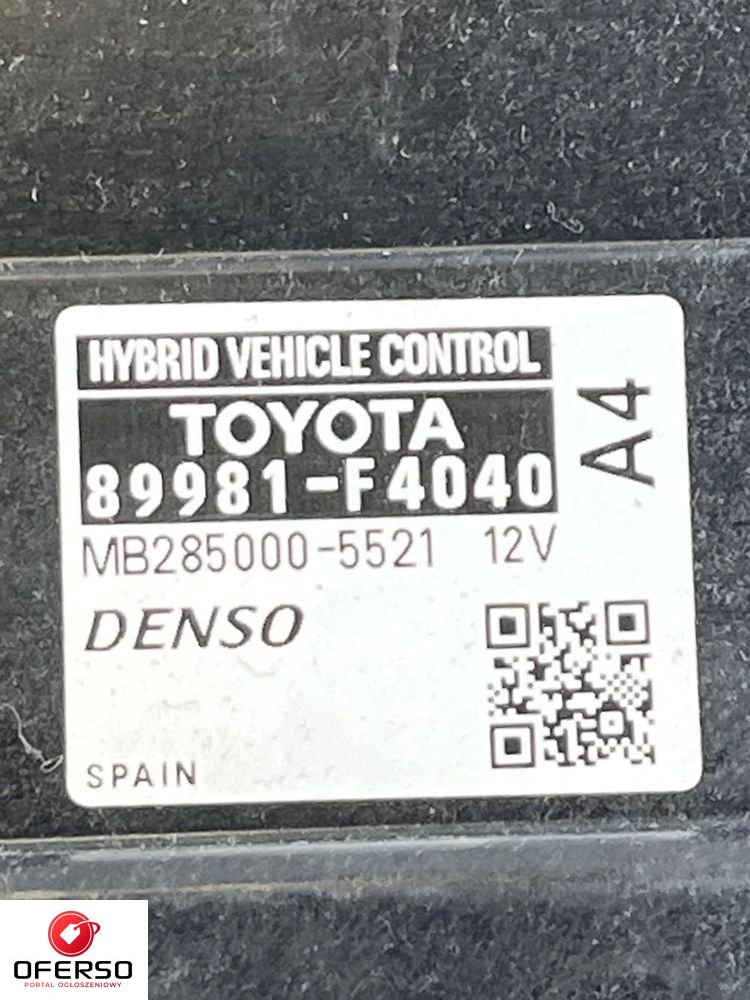 HYBRID VEHICLE CONTROL
TOYOTA
89981-F4040
A4
MB285000-5521 12V
DENSO
SPAIN
OFERSO
PORTAL OGŁOSZENIOWY